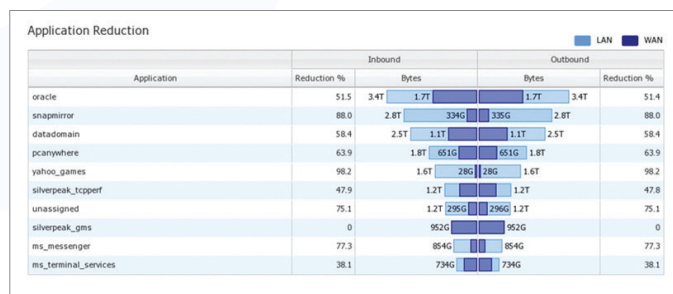 Application Reduction
LAN WAN
Inbound Outbound
Application Reduction % Bytes Bytes Reduction %
oracle 51.5 3.4T 1.7T 1.7T 3.4T 51.4
snapmirror 88.0 2.8T 334G 335G 2.8T 88.0
datadomain 58.4 2.5T 1.1T 1.1T 2.5T 58.4
pcanywhere 63.9 1.8T 651G 651G 1.8T 63.9
yahoo_games 98.2 1.6T 28G 28G 1.6T 98.2
silverpeak_tcpperf 47.9 1.2T 1.2T 47.8
unassigned 75.1 1.2T 295G 296G 1.2T 75.1
silverpeak_gms 0 952G 952G 0
ms_messenger 77.3 854G 854G 77.3
ms_terminal_services 38.1 734G 734G 38.1